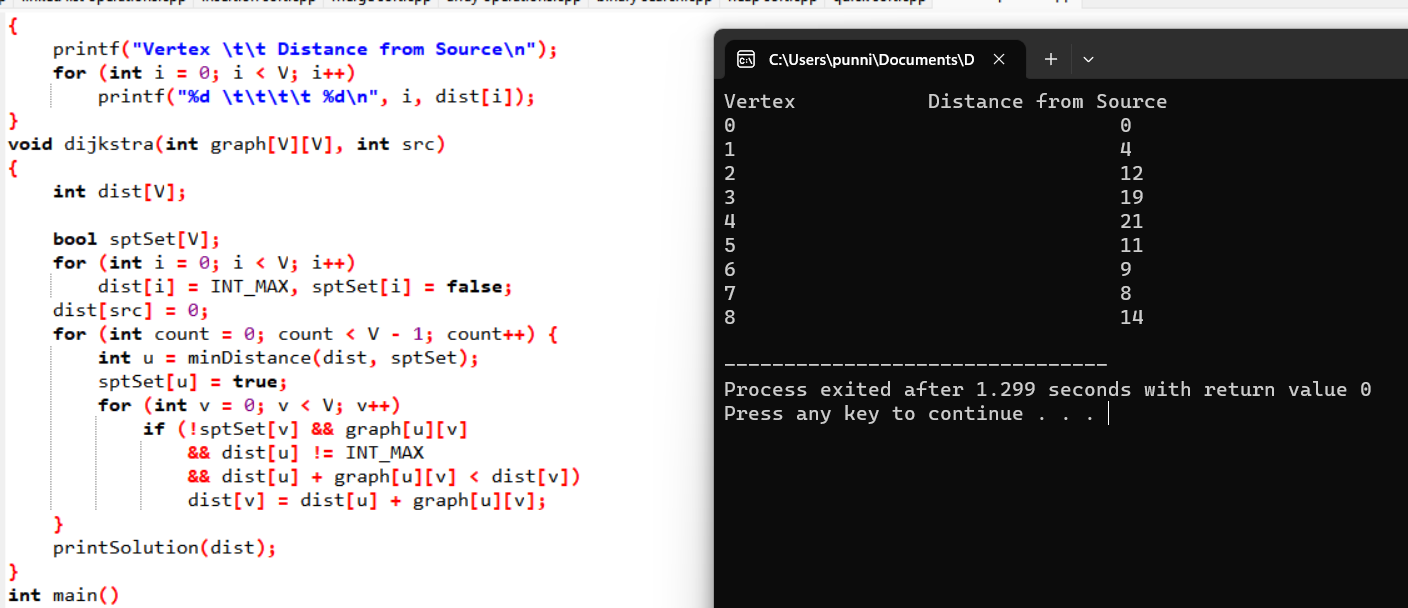 {
    printf("Vertex \t\t Distance from Source\n");
    for (int i = 0; i < V; i++)
        printf("%d \t\t\t\t %d\n", i, dist[i]);
}
void dijkstra(int graph[V][V], int src)
{
    int dist[V];
    bool sptSet[V];
    for (int i = 0; i < V; i++)
        dist[i] = INT_MAX, sptSet[i] = false;
    dist[src] = 0;
    for (int count = 0; count < V - 1; count++) {
        int u = minDistance(dist, sptSet);
        sptSet[u] = true;
        for (int v = 0; v < V; v++)
            if (!sptSet[v] && graph[u][v]
                && dist[u] != INT_MAX
                && dist[u] + graph[u][v] < dist[v])
                dist[v] = dist[u] + graph[u][v];
    }
    printSolution(dist);
}
int main()
C:\Users\punni\Documents\D
Vertex           Distance from Source
0                                0
1                                4
2                                12
3                                19
4                                21
5                                11
6                                9
7                                8
8                                14
--------------------------------
Process exited after 1.299 seconds with return value 0
Press any key to continue . . .